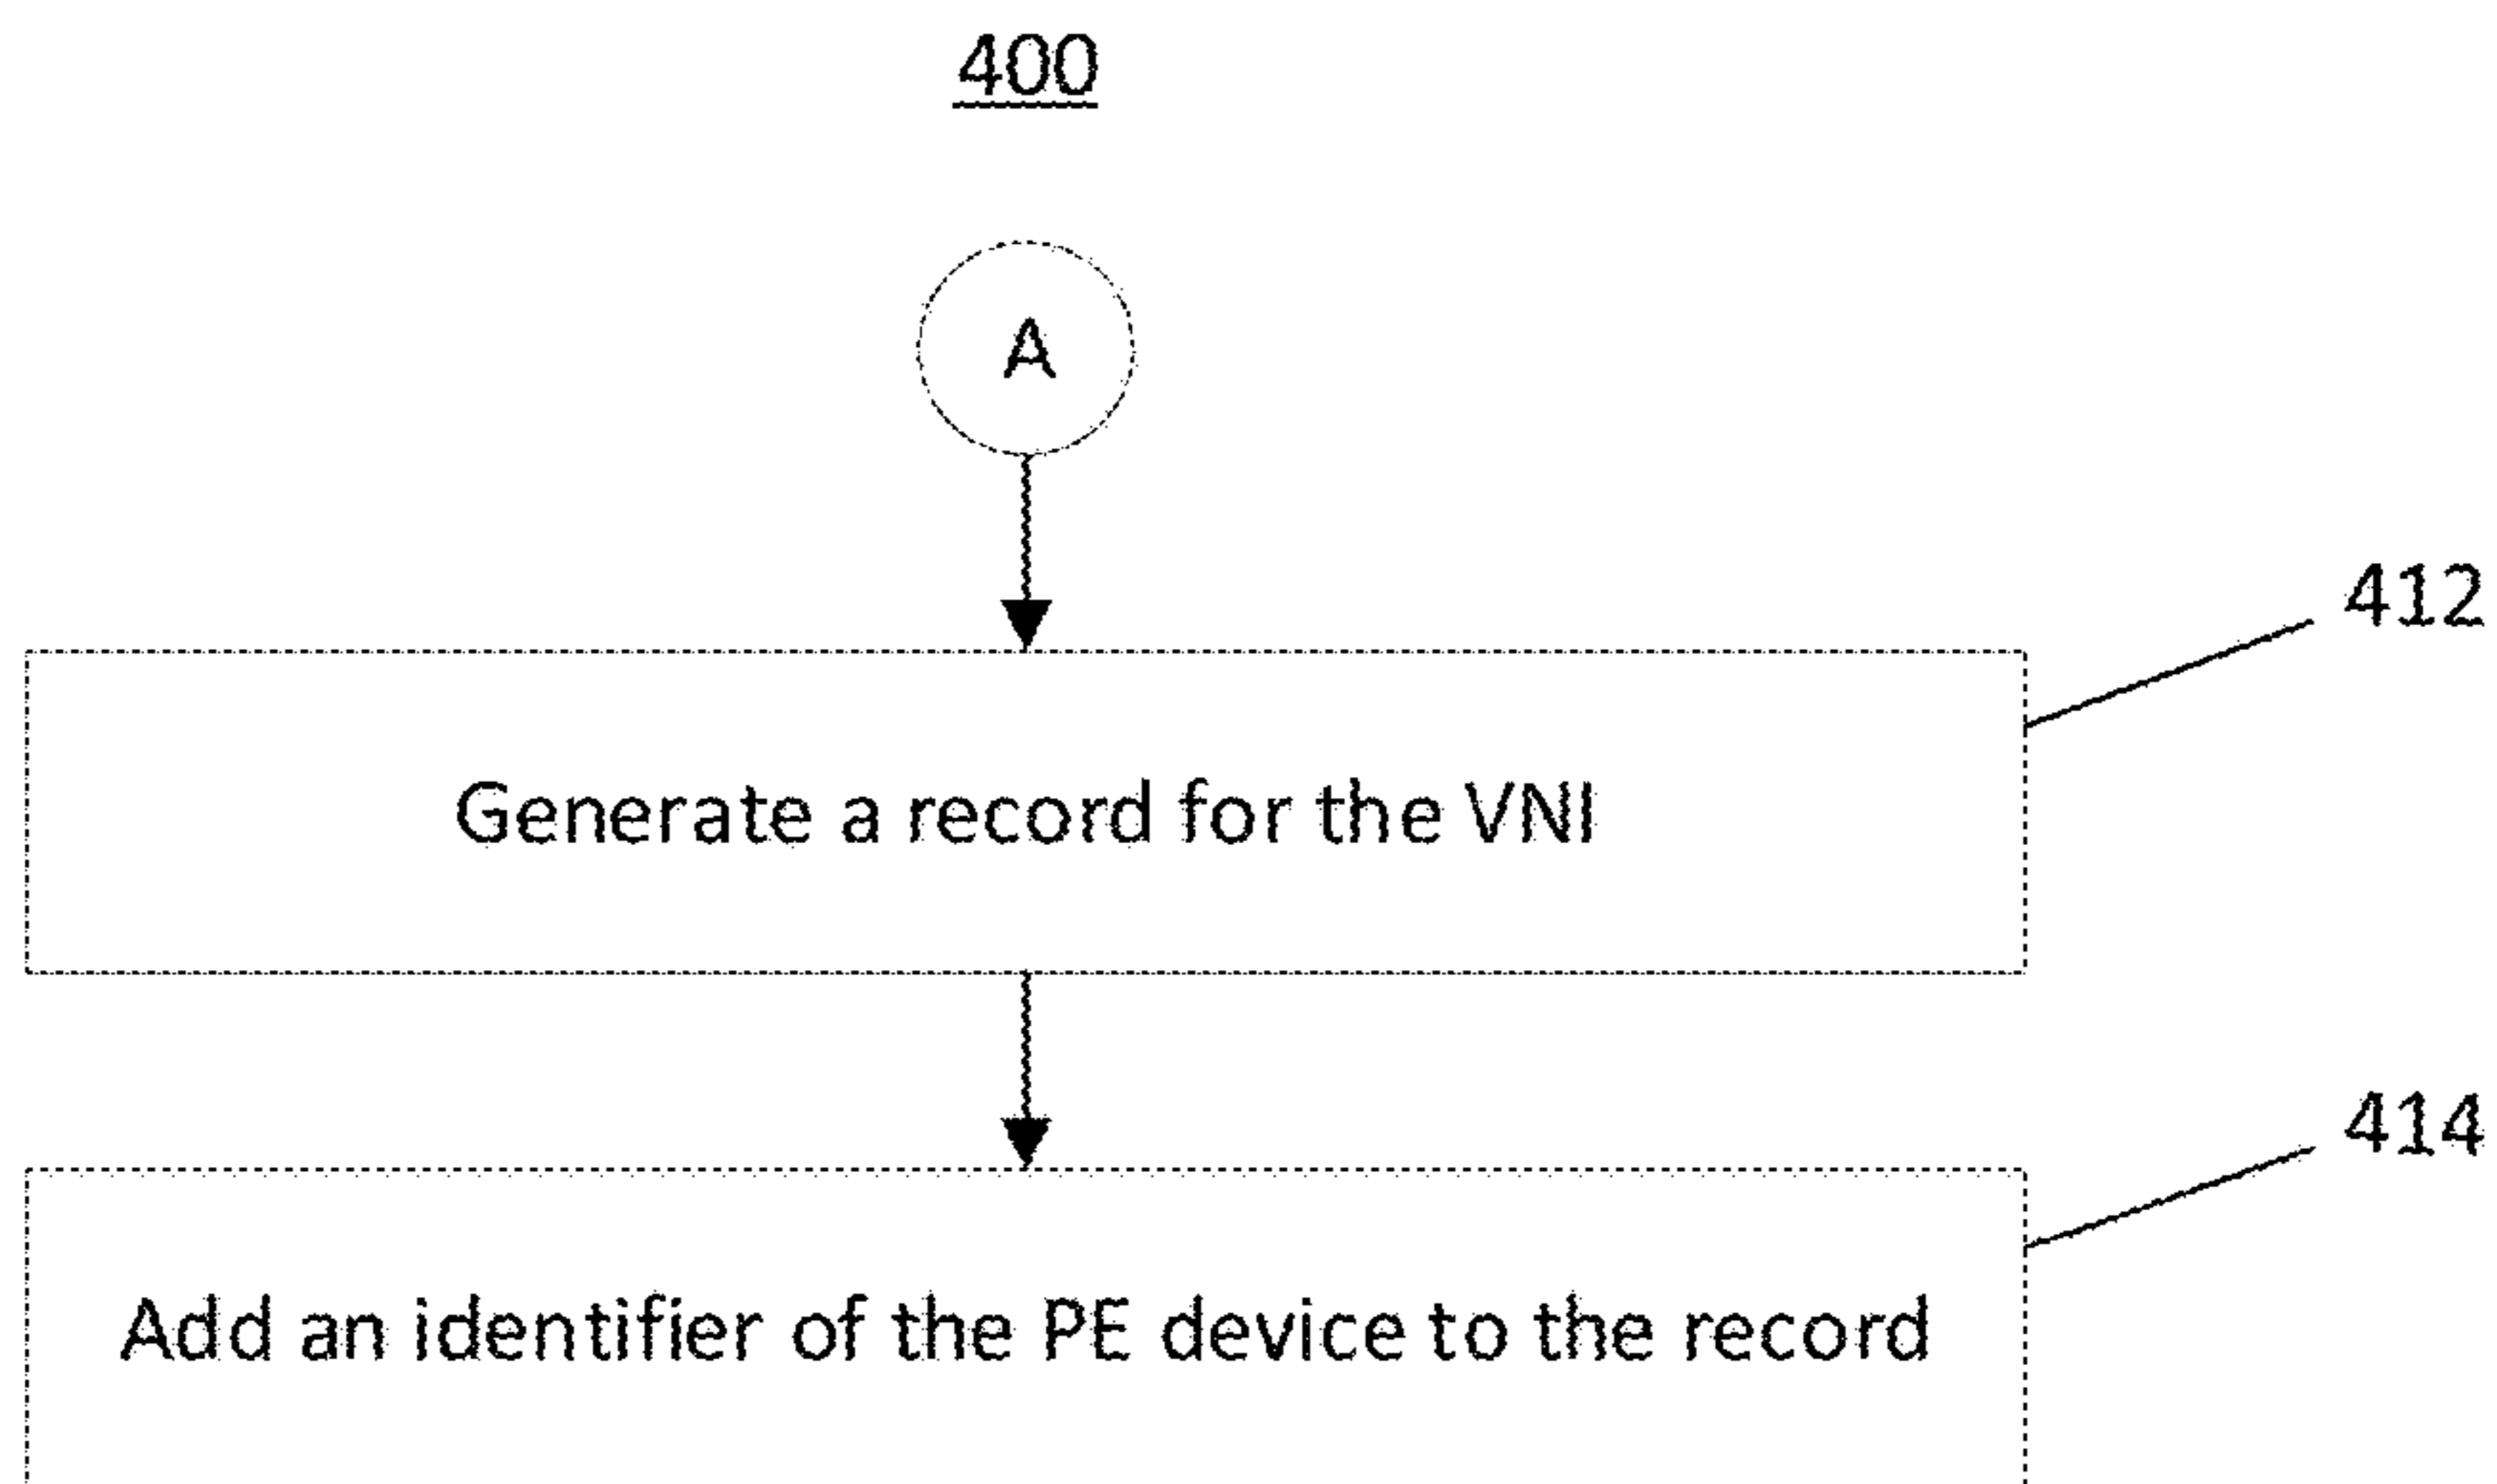 400
A
412
Generate a record for the VNI
414
Add an identifier of the PE device to the record